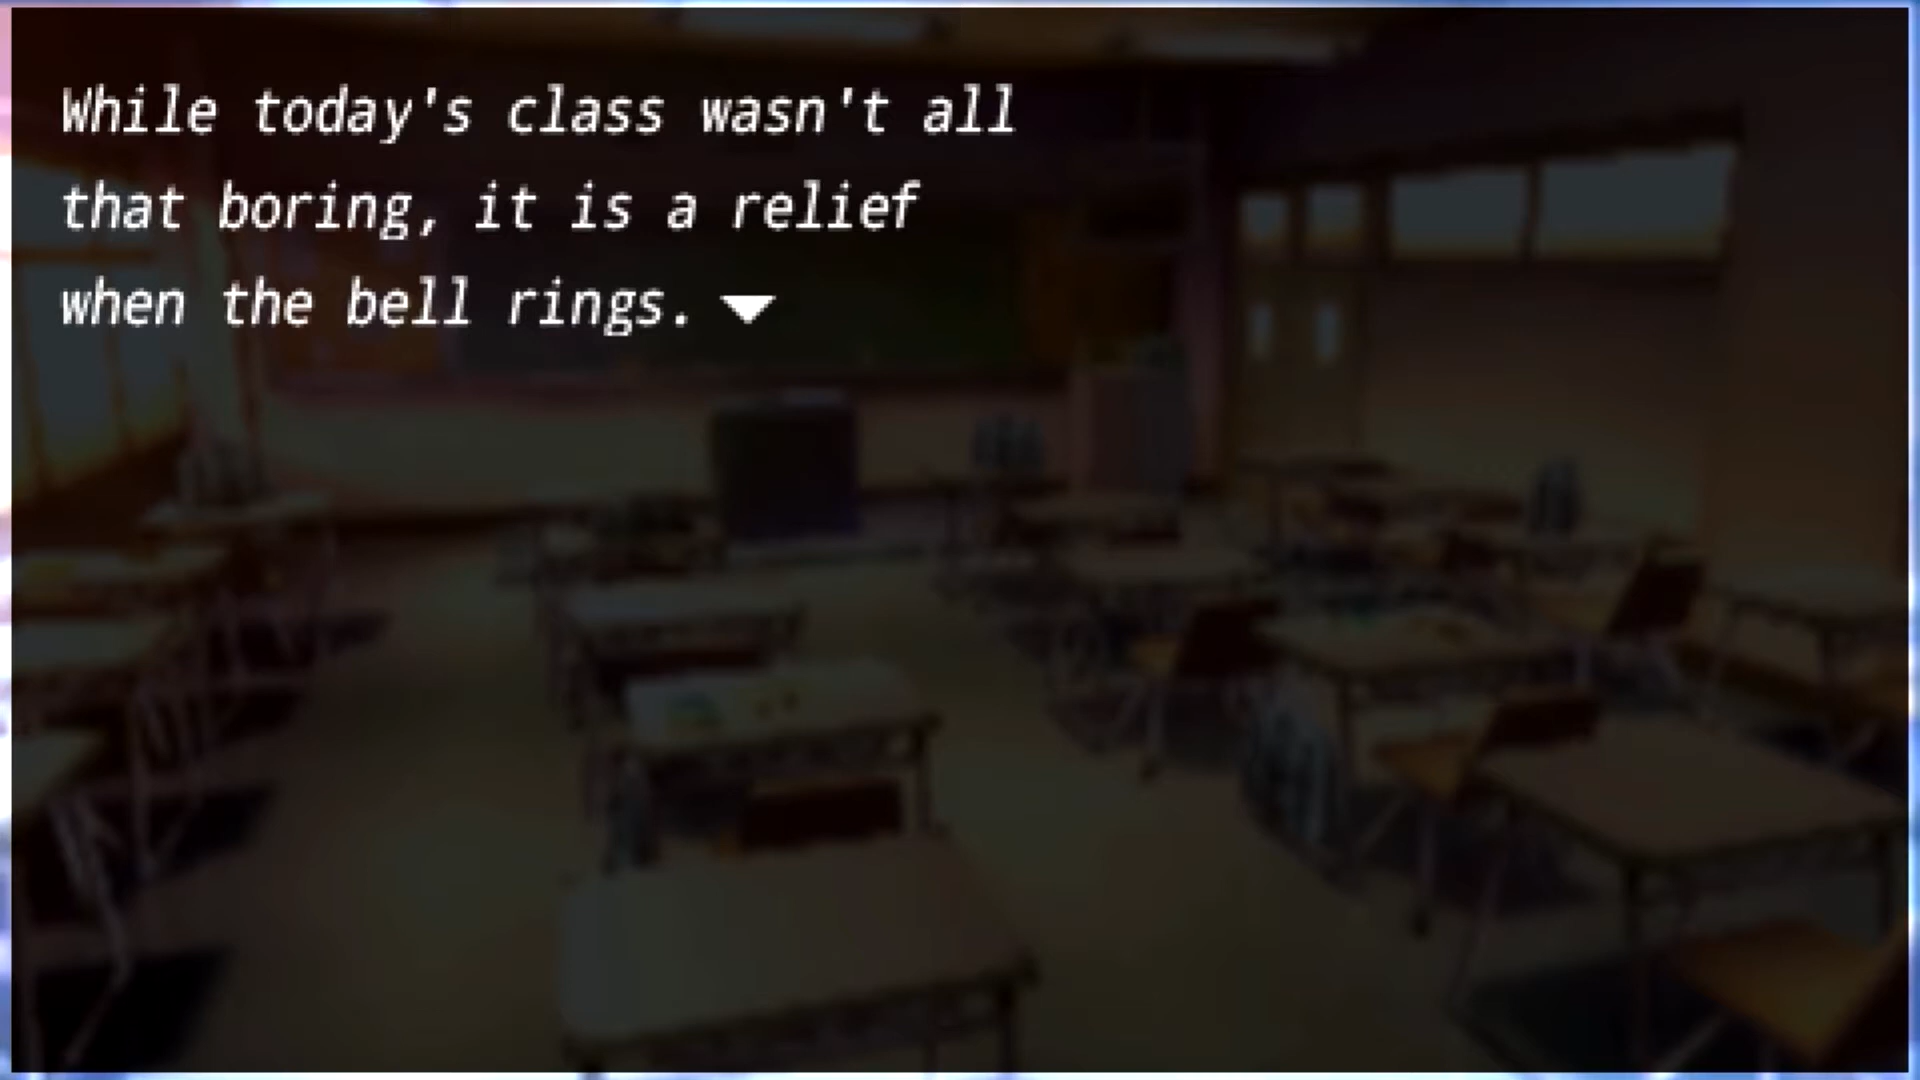 While today's class wasn't all
that boring, it is a relief
when the bell rings.